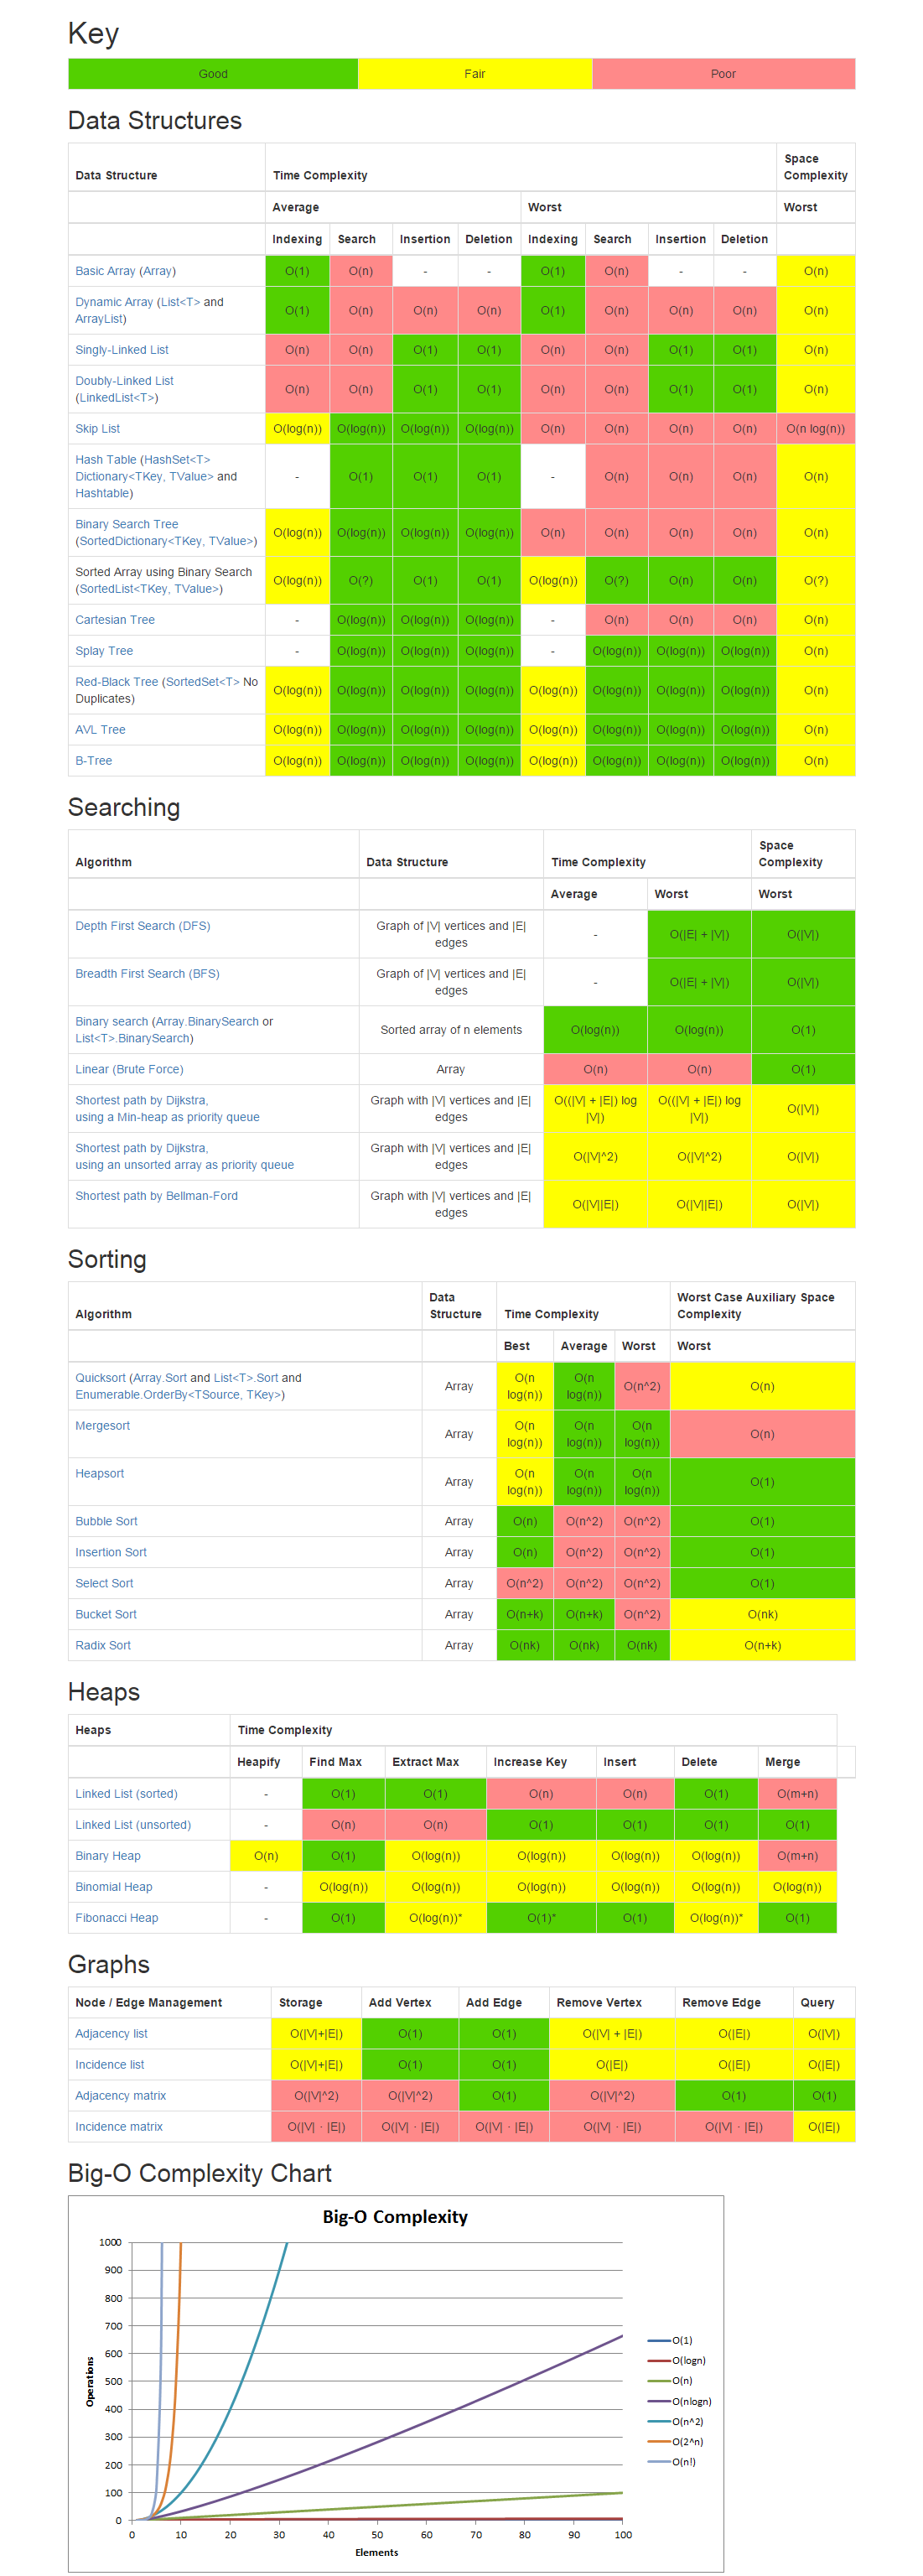 Key
Good Fair Poor
Data Structures
Data Structure Time Complexity Space
Complexity
Average Worst Worst
Indexing Search Insertion Deletion Indexing Search Insertion Deletion
Basic Array (Array) O(1) O(n) - - O(1) O(n) - - O(n)
Dynamic Array (List<T> and
ArrayList) O(1) O(n) O(n) O(n) O(1) O(n) O(n) O(n) O(n)
Singly-Linked List O(n) O(n) O(1) O(1) O(n) O(n) O(1) O(1) O(n)
Doubly-Linked List
(LinkedList<T>) O(n) O(n) O(1) O(1) O(n) O(n) O(1) O(1) O(n)
Skip List O(log(n)) O(log(n)) O(log(n)) O(log(n)) O(n) O(n) O(n) O(n) O(n log(n))
Hash Table (HashSet<T>
Dictionary<TKey, TValue> and
Hashtable) - O(1) O(1) O(1) - O(n) O(n) O(n) O(n)
Binary Search Tree
(SortedDictionary<TKey, TValue>) O(log(n)) O(log(n)) O(log(n)) O(log(n)) O(n) O(n) O(n) O(n) O(n)
Sorted Array using Binary Search
(SortedList<TKey, TValue>) O(log(n)) O(?) O(1) O(1) O(log(n)) O(?) O(n) O(n) O(?)
Cartesian Tree - O(log(n)) O(log(n)) O(log(n)) - O(n) O(n) O(n) O(n)
Splay Tree - O(log(n)) O(log(n)) O(log(n)) - O(log(n)) O(log(n)) O(log(n)) O(n)
Red-Black Tree (SortedSet<T> No
Duplicates) O(log(n)) O(log(n)) O(log(n)) O(log(n)) O(log(n)) O(log(n)) O(log(n)) O(log(n)) O(n)
AVL Tree O(log(n)) O(log(n)) O(log(n)) O(log(n)) O(log(n)) O(log(n)) O(log(n)) O(log(n)) O(n)
B-Tree O(log(n)) O(log(n)) O(log(n)) O(log(n)) O(log(n)) O(log(n)) O(log(n)) O(log(n)) O(n)
Searching
Algorithm Data Structure Time Complexity Space
Complexity
Average Worst Worst
Depth First Search (DFS) Graph of |V| vertices and |E|
edges - O(|E| + |V|) O(|V|)
Breadth First Search (BFS) Graph of |V| vertices and |E|
edges - O(|E| + |V|) O(|V|)
Binary search (Array.BinarySearch or
List<T>.BinarySearch) Sorted array of n elements O(log(n)) O(log(n)) O(1)
Linear (Brute Force) Array O(n) O(n) O(1)
Shortest path by Dijkstra,
using a Min-heap as priority queue Graph with |V| vertices and |E|
edges O((|V| + |E|) log
|V|) O((|V| + |E|) log
|V|) O(|V|)
Shortest path by Dijkstra,
using an unsorted array as priority queue Graph with |V| vertices and |E|
edges O(|V|^2) O(|V|^2) O(|V|)
Shortest path by Bellman-Ford Graph with |V| vertices and |E|
edges O(|V||E|) O(|V||E|) O(|V|)
Sorting
Algorithm Data
Structure Time Complexity Worst Case Auxiliary Space
Complexity
Best Average Worst Worst
Quicksort (Array.Sort and List<T>.Sort and
Enumerable.OrderBy<TSource, TKey>) Array O(n
log(n)) O(n
log(n)) O(n^2) O(n)
Mergesort Array O(n
log(n)) O(n
log(n)) O(n
log(n)) O(n)
Heapsort Array O(n
log(n)) O(n
log(n)) O(n
log(n)) O(1)
Bubble Sort Array O(n) O(n^2) O(n^2) O(1)
Insertion Sort Array O(n) O(n^2) O(n^2) O(1)
Select Sort Array O(n^2) O(n^2) O(n^2) O(1)
Bucket Sort Array O(n+k) O(n+k) O(n^2) O(nk)
Radix Sort Array O(nk) O(nk) O(nk) O(n+k)
Heaps
Heaps Time Complexity
Heapify Find Max Extract Max Increase Key Insert Delete Merge
Linked List (sorted) - O(1) O(1) O(n) O(n) O(1) O(m+n)
Linked List (unsorted) - O(n) O(n) O(1) O(1) O(1) O(1)
Binary Heap O(n) O(1) O(log(n)) O(log(n)) O(log(n)) O(log(n)) O(m+n)
Binomial Heap - O(log(n)) O(log(n)) O(log(n)) O(log(n)) O(log(n)) O(log(n))
Fibonacci Heap - O(1) O(log(n))* O(1)* O(1) O(log(n))* O(1)
Graphs
Node / Edge Management Storage Add Vertex Add Edge Remove Vertex Remove Edge Query
Adjacency list O(|V|+|E|) O(1) O(1) O(|V| + |E|) O(|E|) O(|V|)
Incidence list O(|V|+|E|) O(1) O(1) O(|E|) O(|E|) O(|E|)
Adjacency matrix O(|V|^2) O(|V|^2) O(1) O(|V|^2) O(1) O(1)
Incidence matrix O(|V| · |E|) O(|V| · |E|) O(|V| · |E|) O(|V| · |E|) O(|V| · |E|) O(|E|)
Big-O Complexity Chart
Big-O Complexity
1000
900
800
700
600
500
400
300
200
100
0
Operations
0 10 20 30 40 50 60 70 80 90 100
Elements
O(1)
O(logn)
O(n)
O(nlogn)
O(n^2)
O(2^n)
O(n!)